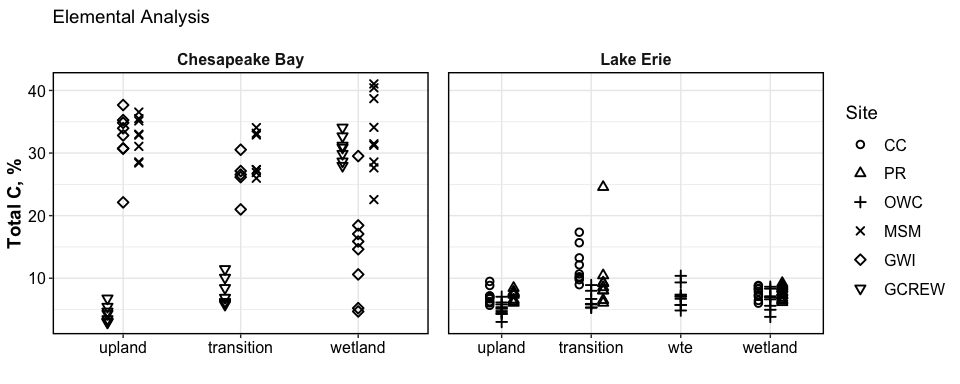 Elemental Analysis
Chesapeake Bay
Lake Erie
Total C, %
40
30
20
10
upland transition wetland
upland transition wte wetland
Site
CC
PR
OWC
MSM
GWI
GCREW